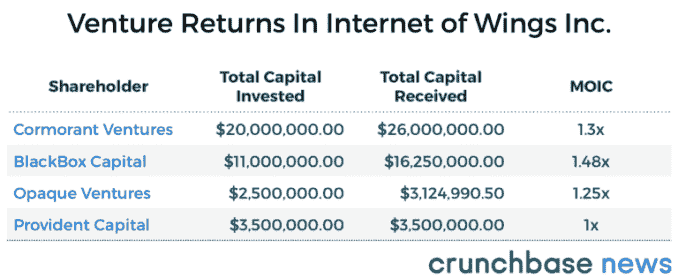 Venture Returns In Internet of Wings Inc.
Shareholder Total Capital Invested Total Capital Received MOIC
Cormorant Ventures $20,000,000.00 $26,000,000.00 1.3x
BlackBox Capital $11,000,000.00 $16,250,000.00 1.48x
Opaque Ventures $2,500,000.00 $3,124,990.50 1.25x
Provident Capital $3,500,000.00 $3,500,000.00 1x
crunchbase news